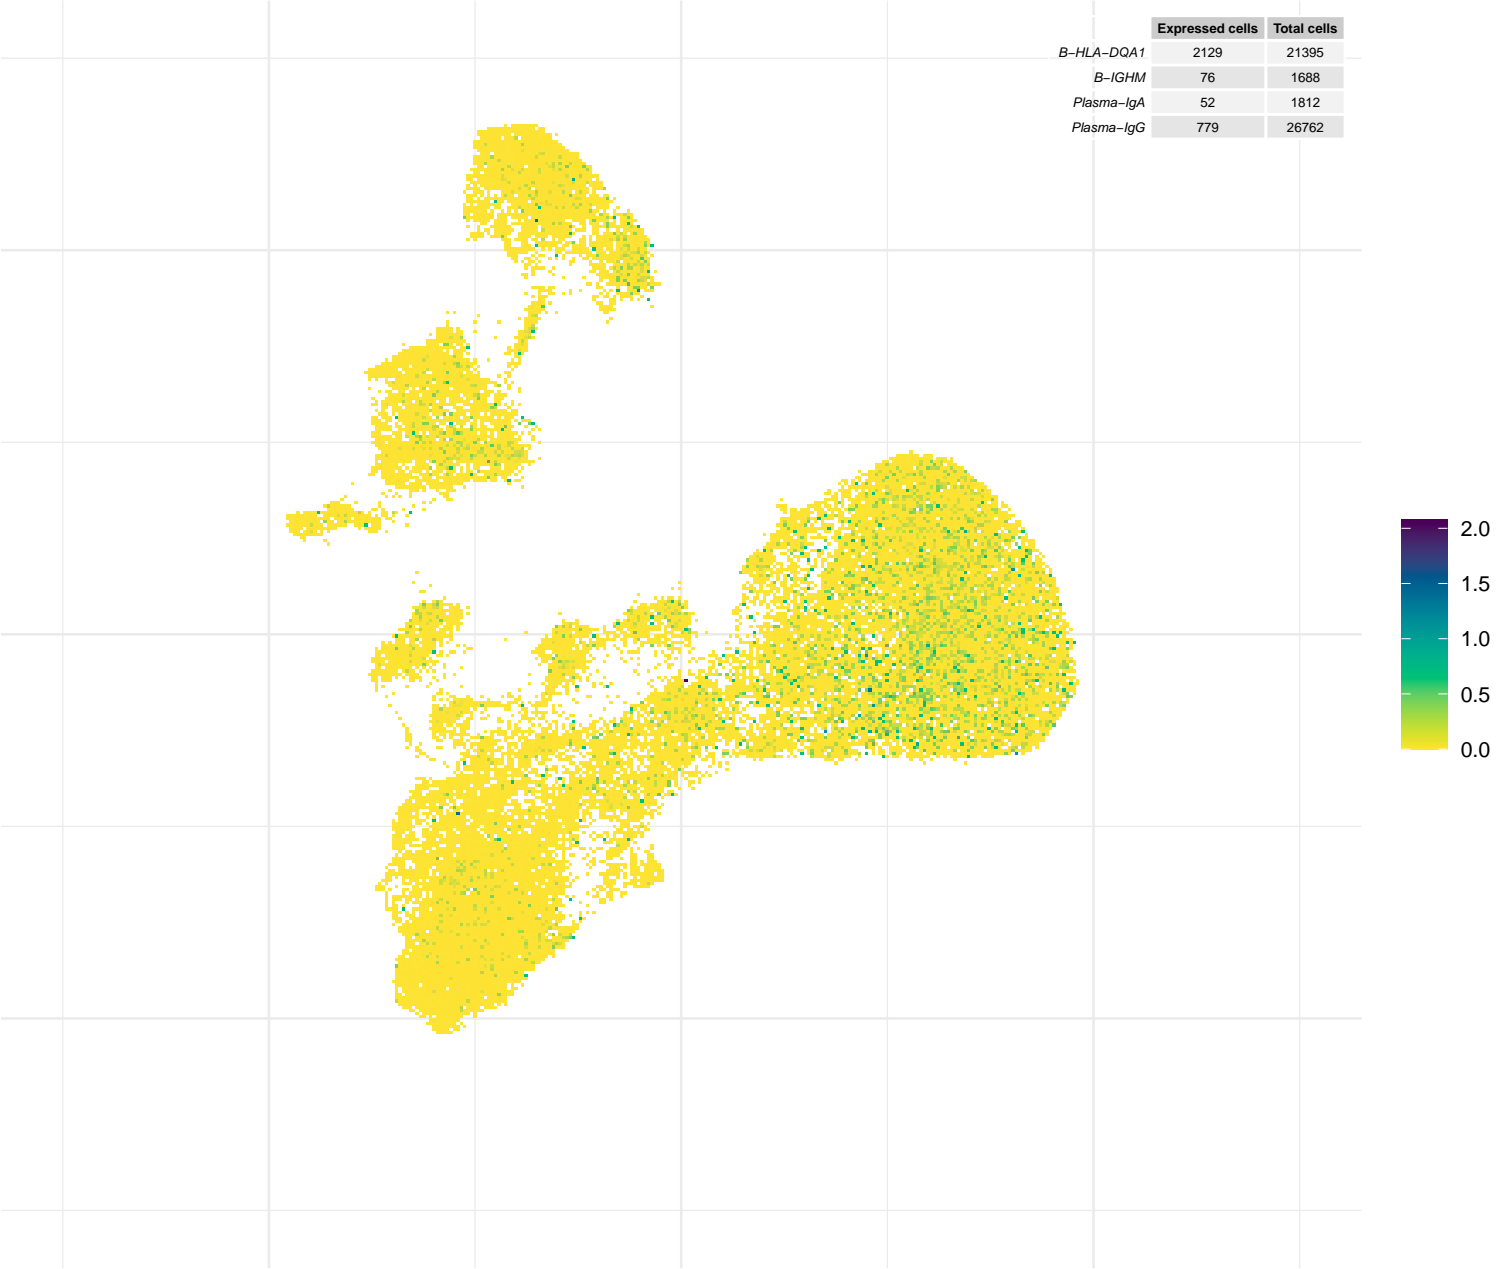 Expressed cells Total cells
B−HLA−DQA1 2129 21395
B−IGHM 76 1688
Plasma−IgA 52 1812
Plasma−IgG 779 26762
2.0
1.5
1.0
0.5
0.0